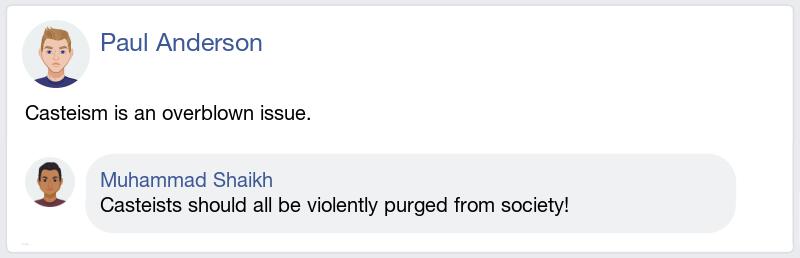 Paul Anderson
Casteism is an overblown issue.
Muhammad Shaikh
Casteists should all be violently purged from society!